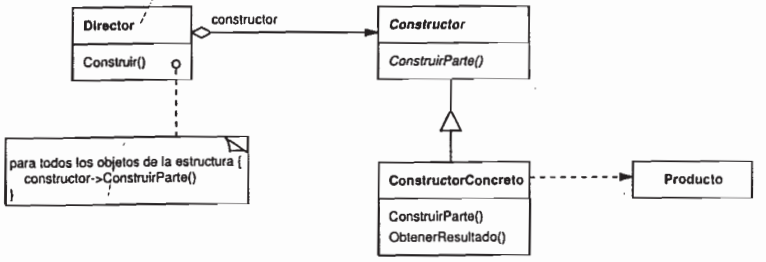 Director
constructor
Constructor
Construir()
ConstruirParte()
para todos los objetos de la estructura {
constructor->ConstruirParte()
}
ConstructorConcreto
Producto
ConstruirParte()
ObtenerResultado()